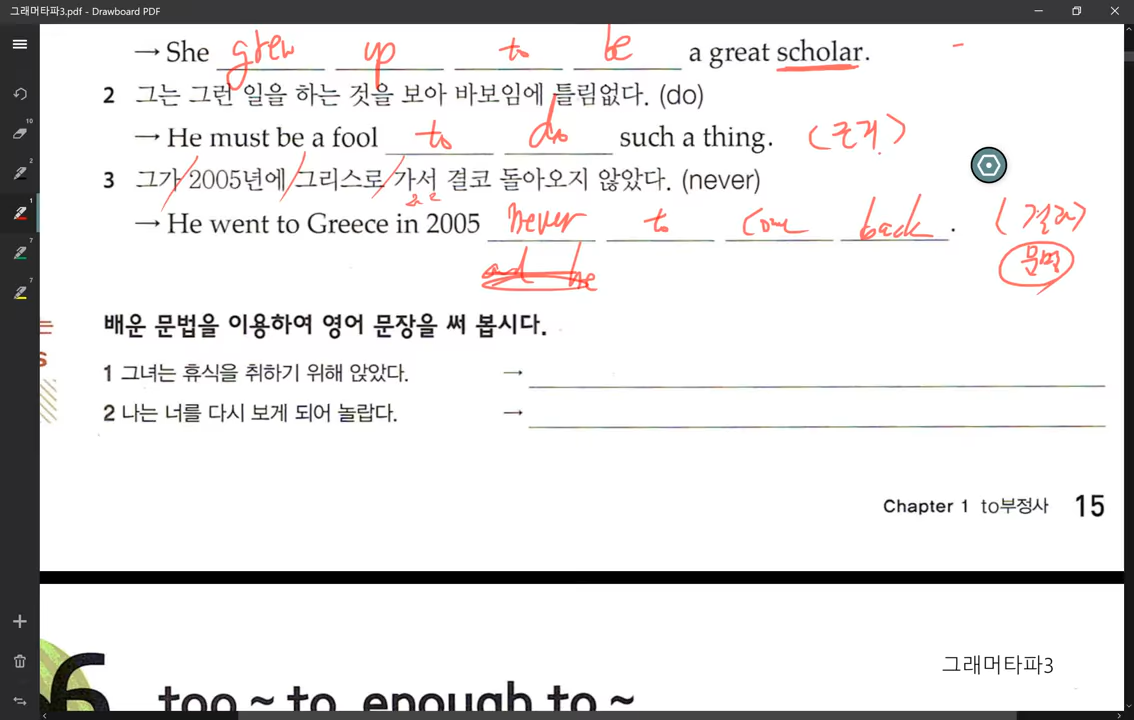 그래머타파3.pdf - Drawboard PDF
→ She grew up to be a great scholar.
2 그는 그런 일을 하는 것을 보아 바보임에 틀림없다. (do)
→ He must be a fool to do such a thing. (근거)
3 그가 2005년에 그리스로 가서 결코 돌아오지 않았다. (never)
→ He went to Greece in 2005 never to come back. (결과)
and he
문맥
배운 문법을 이용하여 영어 문장을 써 봅시다.
1 그녀는 휴식을 취하기 위해 앉았다. →
2 나는 너를 다시 보게 되어 놀랍다. →
Chapter 1 to부정사 15
그래머타파3
6 too ~ to, enough to ~
10
2
1
7
7